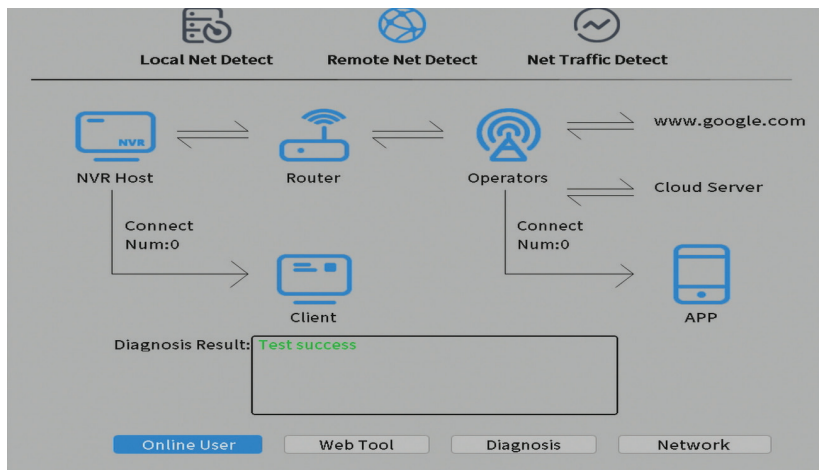 Local Net Detect
Remote Net Detect
Net Traffic Detect
NVR
www.google.com
NVR Host
Router
Operators
Cloud Server
Connect
Num:0
Connect
Num:0
Client
APP
Diagnosis Result: Test success
Online User
Web Tool
Diagnosis
Network